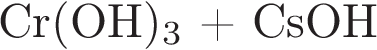 Cr(OH)₃ + CsOH